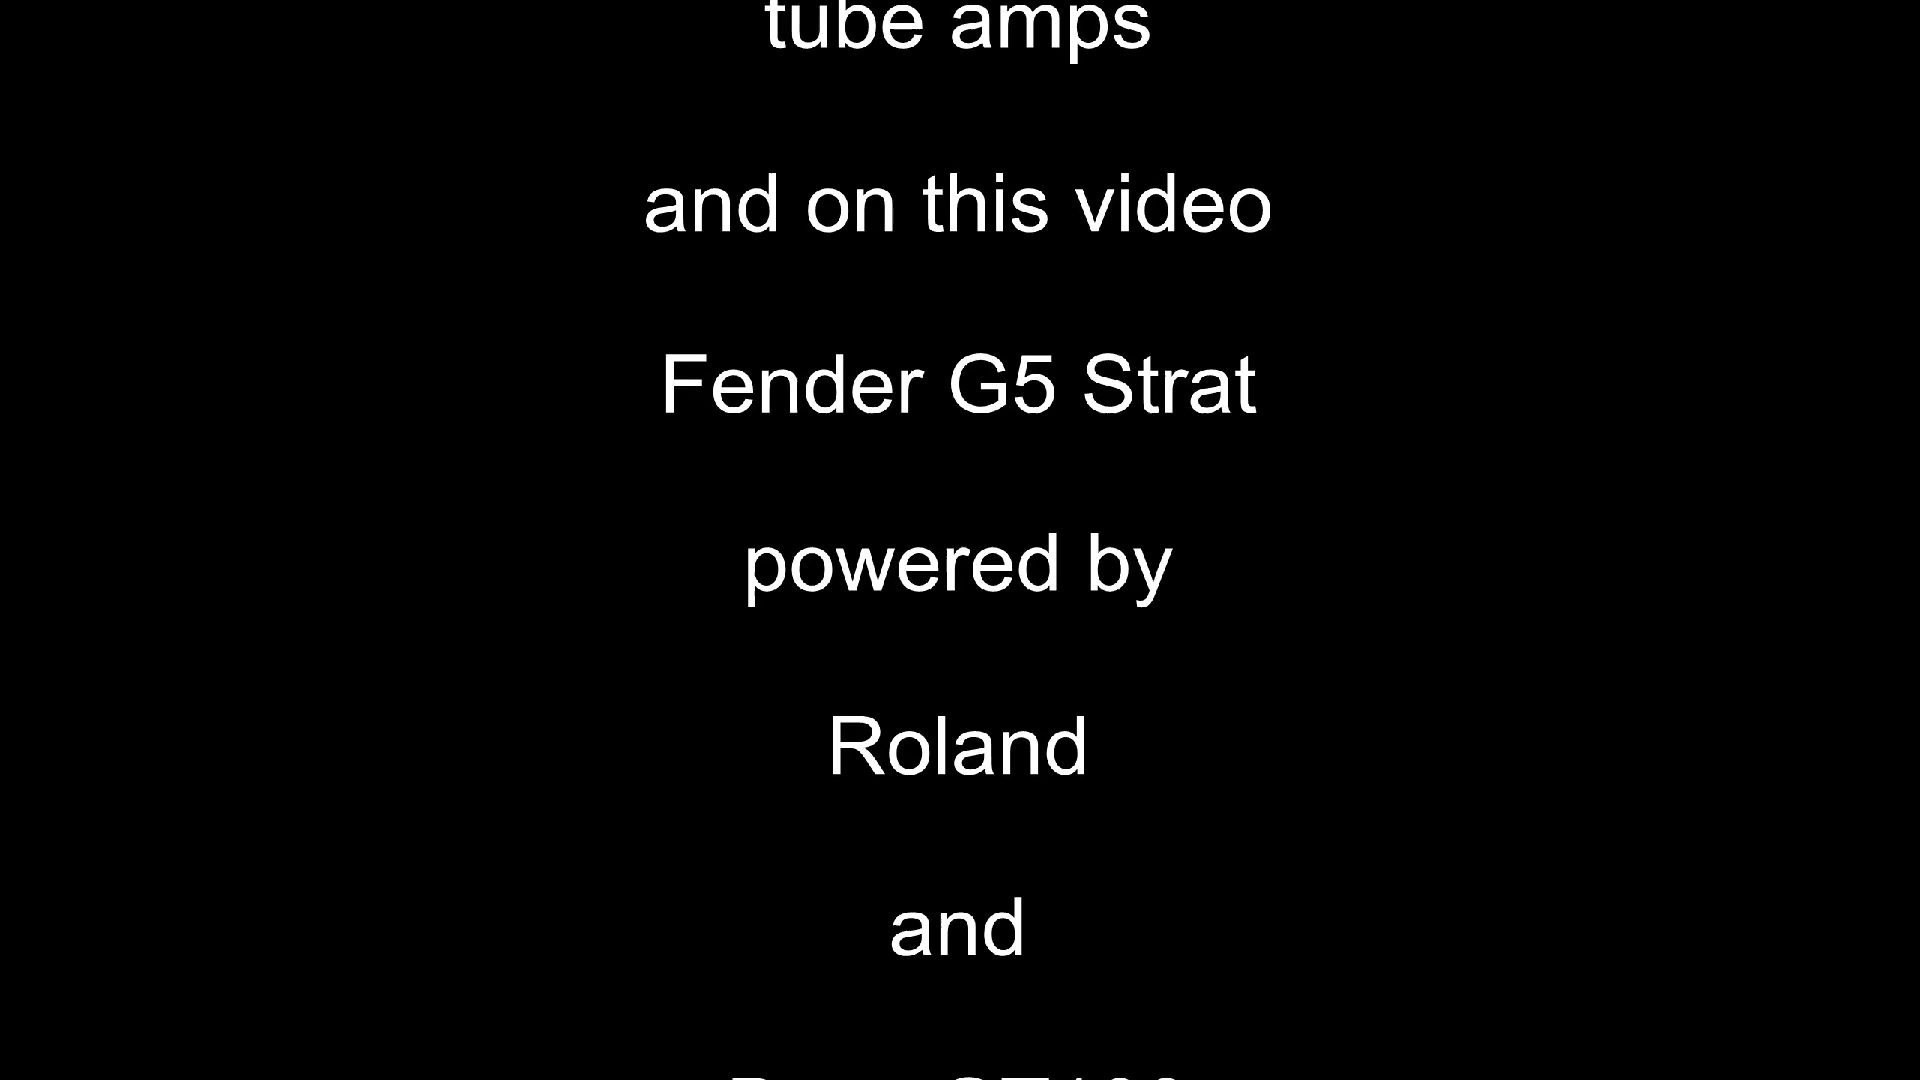 tube amps
and on this video
Fender G5 Strat
powered by
Roland
and